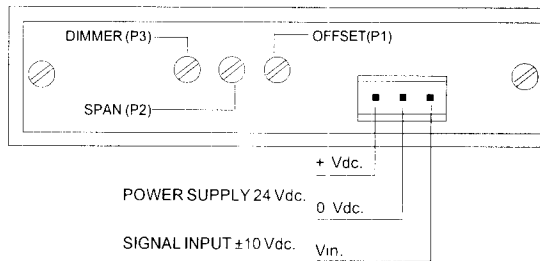 DIMMER (P3)
OFFSET(P1)
SPAN (P2)
+ Vdc.
POWER SUPPLY 24 Vdc.
0 Vdc.
SIGNAL INPUT ±10 Vdc.
Vin.